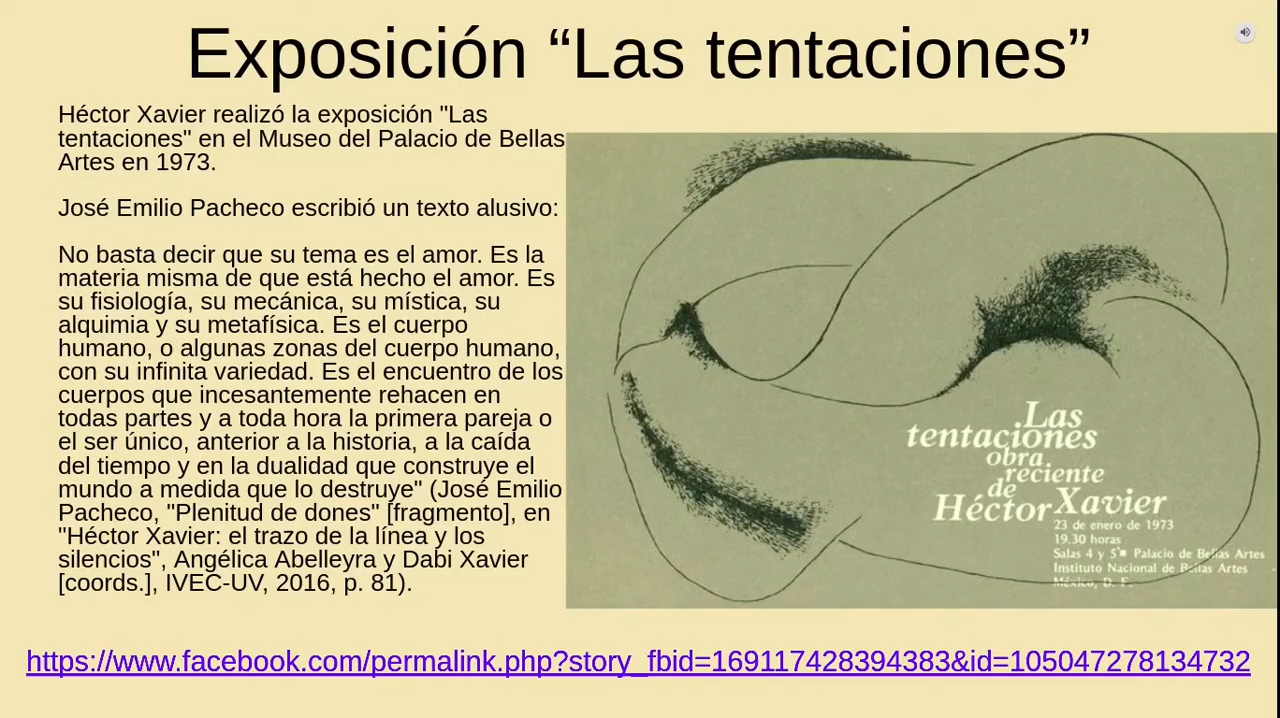 Exposición “Las tentaciones”
Héctor Xavier realizó la exposición "Las
tentaciones" en el Museo del Palacio de Bellas
Artes en 1973.
José Emilio Pacheco escribió un texto alusivo:
No basta decir que su tema es el amor. Es la
materia misma de que está hecho el amor. Es
su fisiología, su mecánica, su mística, su
alquimia y su metafísica. Es el cuerpo
humano, o algunas zonas del cuerpo humano,
con su infinita variedad. Es el encuentro de los
cuerpos que incesantemente rehacen en
todas partes y a toda hora la primera pareja o
el ser único, anterior a la historia, a la caída
del tiempo y en la dualidad que construye el
mundo a medida que lo destruye" (José Emilio
Pacheco, "Plenitud de dones" [fragmento], en
"Héctor Xavier: el trazo de la línea y los
silencios", Angélica Abelleyra y Dabi Xavier
[coords.], IVEC-UV, 2016, p. 81).
Las
tentaciones
obra
reciente
de
Héctor Xavier
23 de enero de 1973
19.30 horas
Salas 4 y 5 Palacio de Bellas Artes
Instituto Nacional de Bellas Artes
México, D. F.
https://www.facebook.com/permalink.php?story_fbid=169117428394383&id=105047278134732